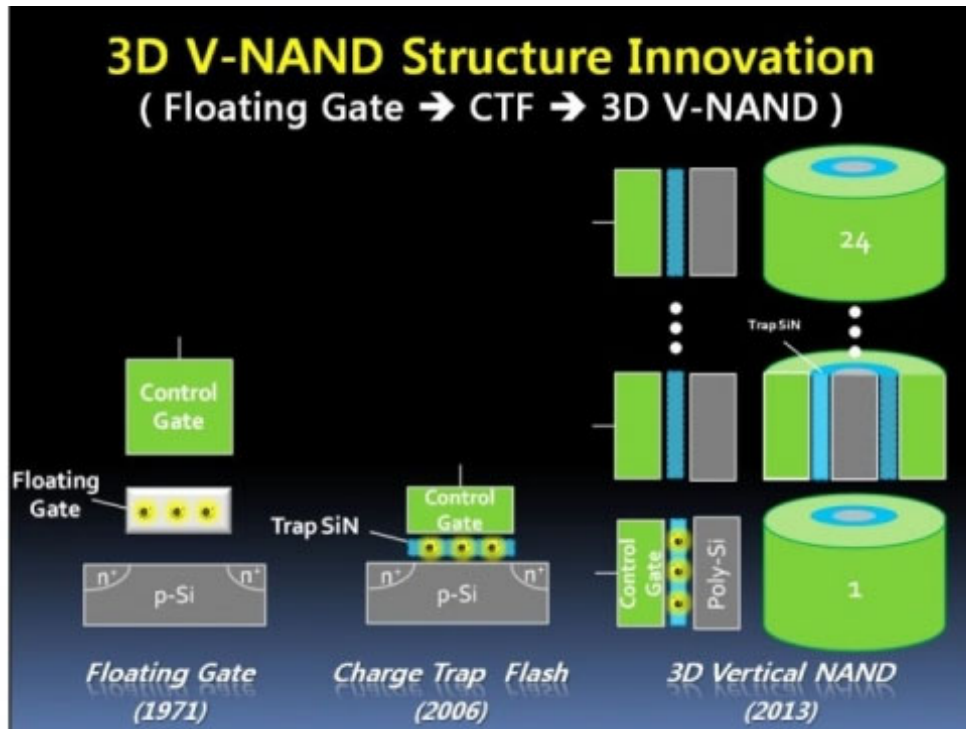 3D V-NAND Structure Innovation
( Floating Gate ➔ CTF ➔ 3D V-NAND )
24
Trap SiN
Control
Gate
Floating
Gate
n⁺
n⁺
p-Si
Control
Gate
Trap SiN
n⁺
n⁺
p-Si
Control
Gate
Poly-Si
1
Floating Gate
(1971)
Charge Trap Flash
(2006)
3D Vertical NAND
(2013)